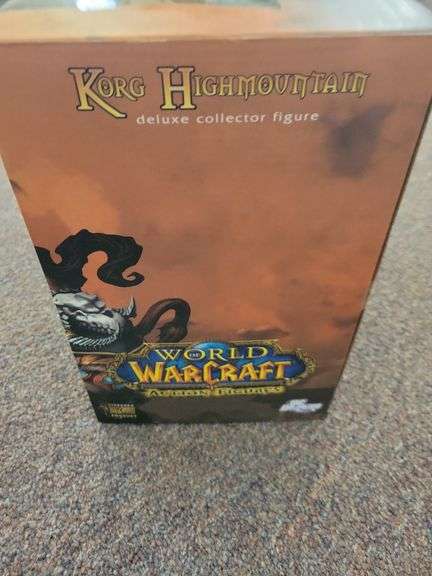 Korg Highmountain
deluxe collector figure
WORLD
OF
WARCRAFT
ACTION FIGURES